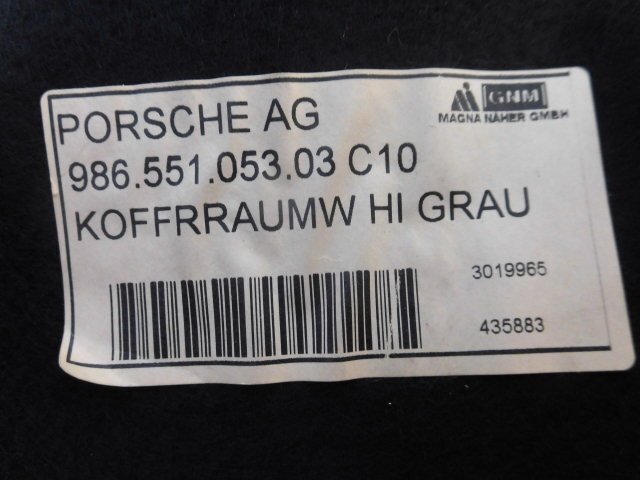 PORSCHE AG
GNM
MAGNA NÄHER GMBH
986.551.053.03 C10
KOFFRRAUMW HI GRAU
3019965
435883